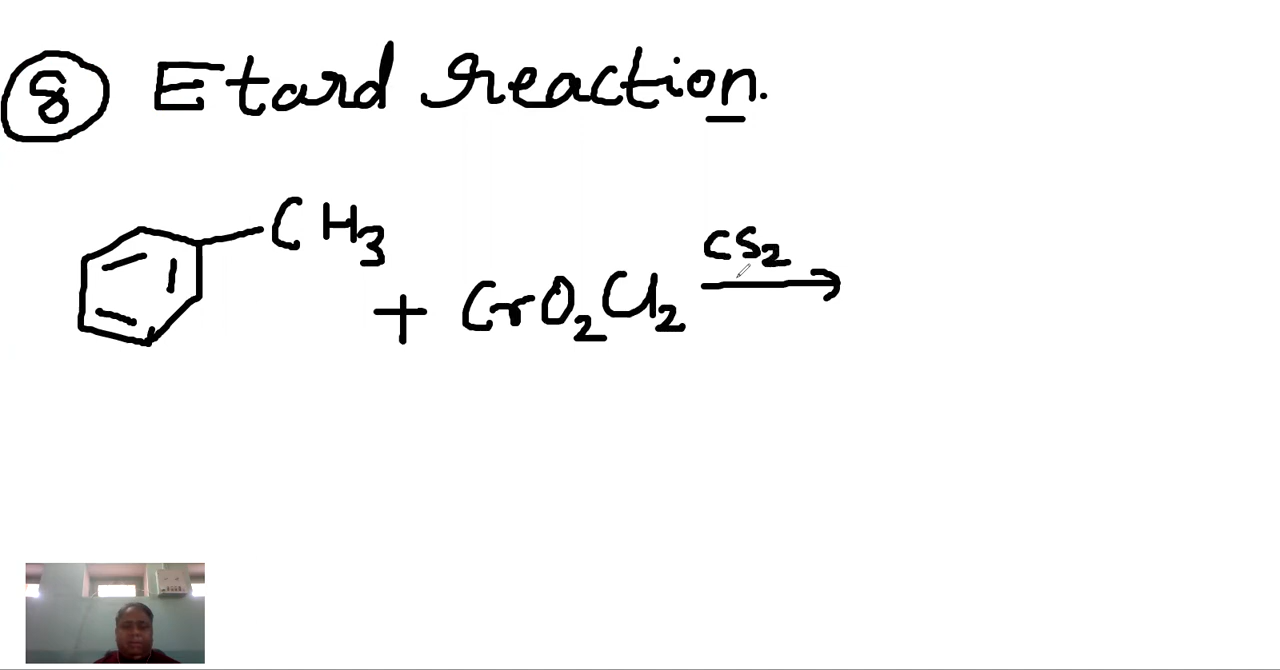 8 Etard reaction.
CH3
CS2
+ CrO2Cl2 →